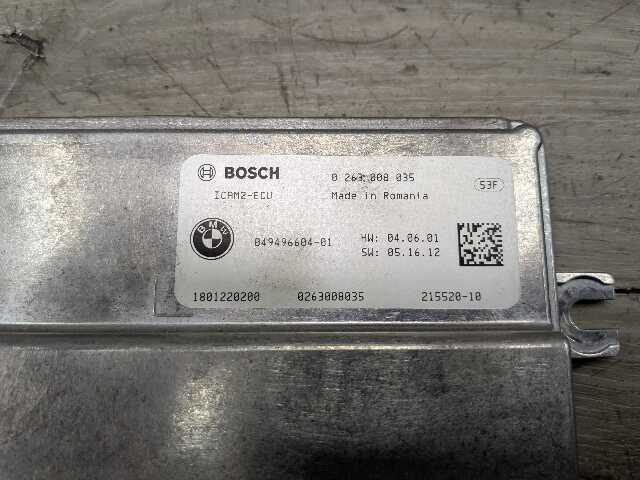 BOSCH 0 263 008 035
ICAM2-ECU Made in Romania S3F
BMW 049496604-01 HW: 04.06.01
SW: 05.16.12
1801220200 0263008035 215520-10